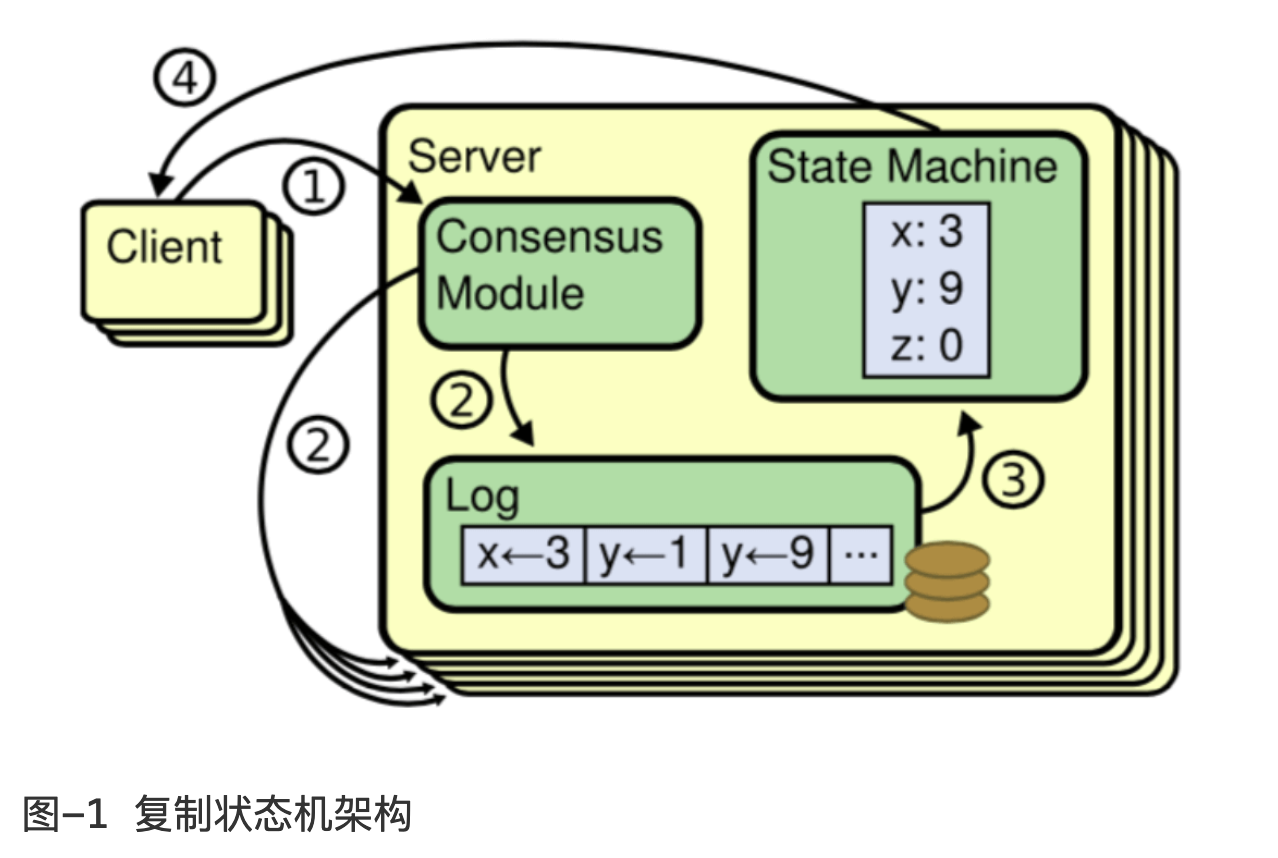 ④
①
Server
State Machine
x: 3
y: 9
z: 0
Client
Consensus
Module
②
②
③
Log
x←3 y←1 y←9 ...
图-1 复制状态机架构